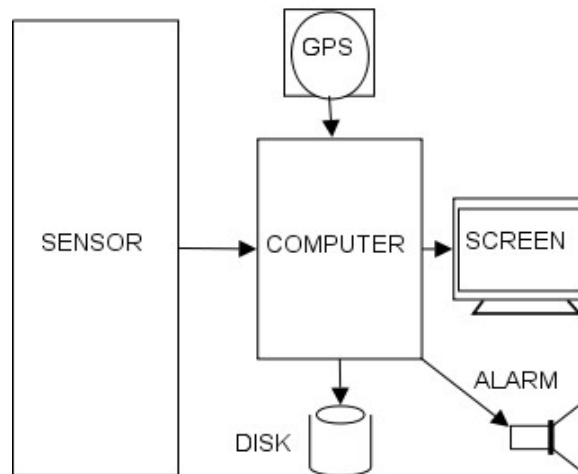 GPS
SENSOR
COMPUTER
SCREEN
ALARM
DISK